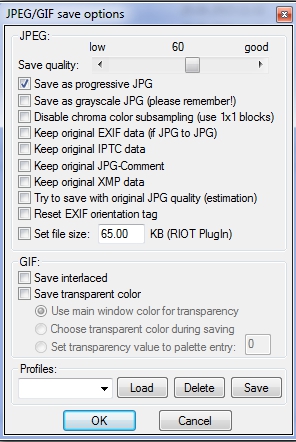 JPEG/GIF save options
JPEG:
low 60 good
Save quality:
Save as progressive JPG
Save as grayscale JPG (please remember!)
Disable chroma color subsampling (use 1x1 blocks)
Keep original EXIF data (if JPG to JPG)
Keep original IPTC data
Keep original JPG-Comment
Keep original XMP data
Try to save with original JPG quality (estimation)
Reset EXIF orientation tag
Set file size: 65.00 KB (RIOT PlugIn)
GIF:
Save interlaced
Save transparent color
Use main window color for transparency
Choose transparent color during saving
Set transparency value to palette entry: 0
Profiles:
Load Delete Save
OK Cancel